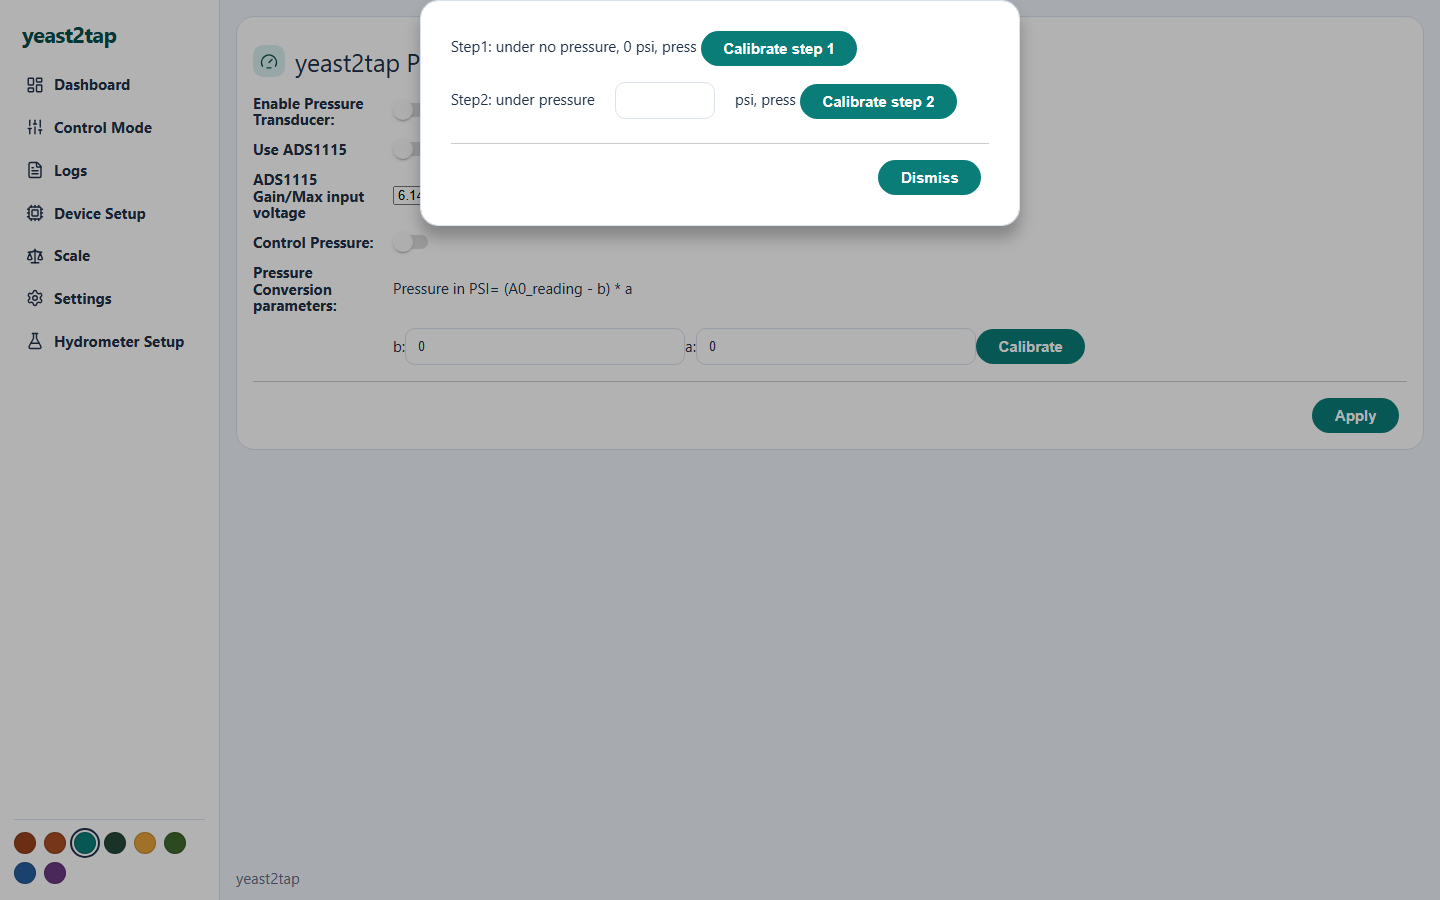 yeast2tap
Dashboard
Control Mode
Logs
Device Setup
Scale
Settings
Hydrometer Setup
Step1: under no pressure, 0 psi, press Calibrate step 1
Step2: under pressure psi, press Calibrate step 2
Dismiss
yeast2tap P
Enable Pressure
Transducer:
Use ADS1115
ADS1115
Gain/Max input
voltage
6.14
Control Pressure:
Pressure
Conversion
parameters:
Pressure in PSI= (A0_reading - b) * a
b: 0 a: 0 Calibrate
Apply
yeast2tap